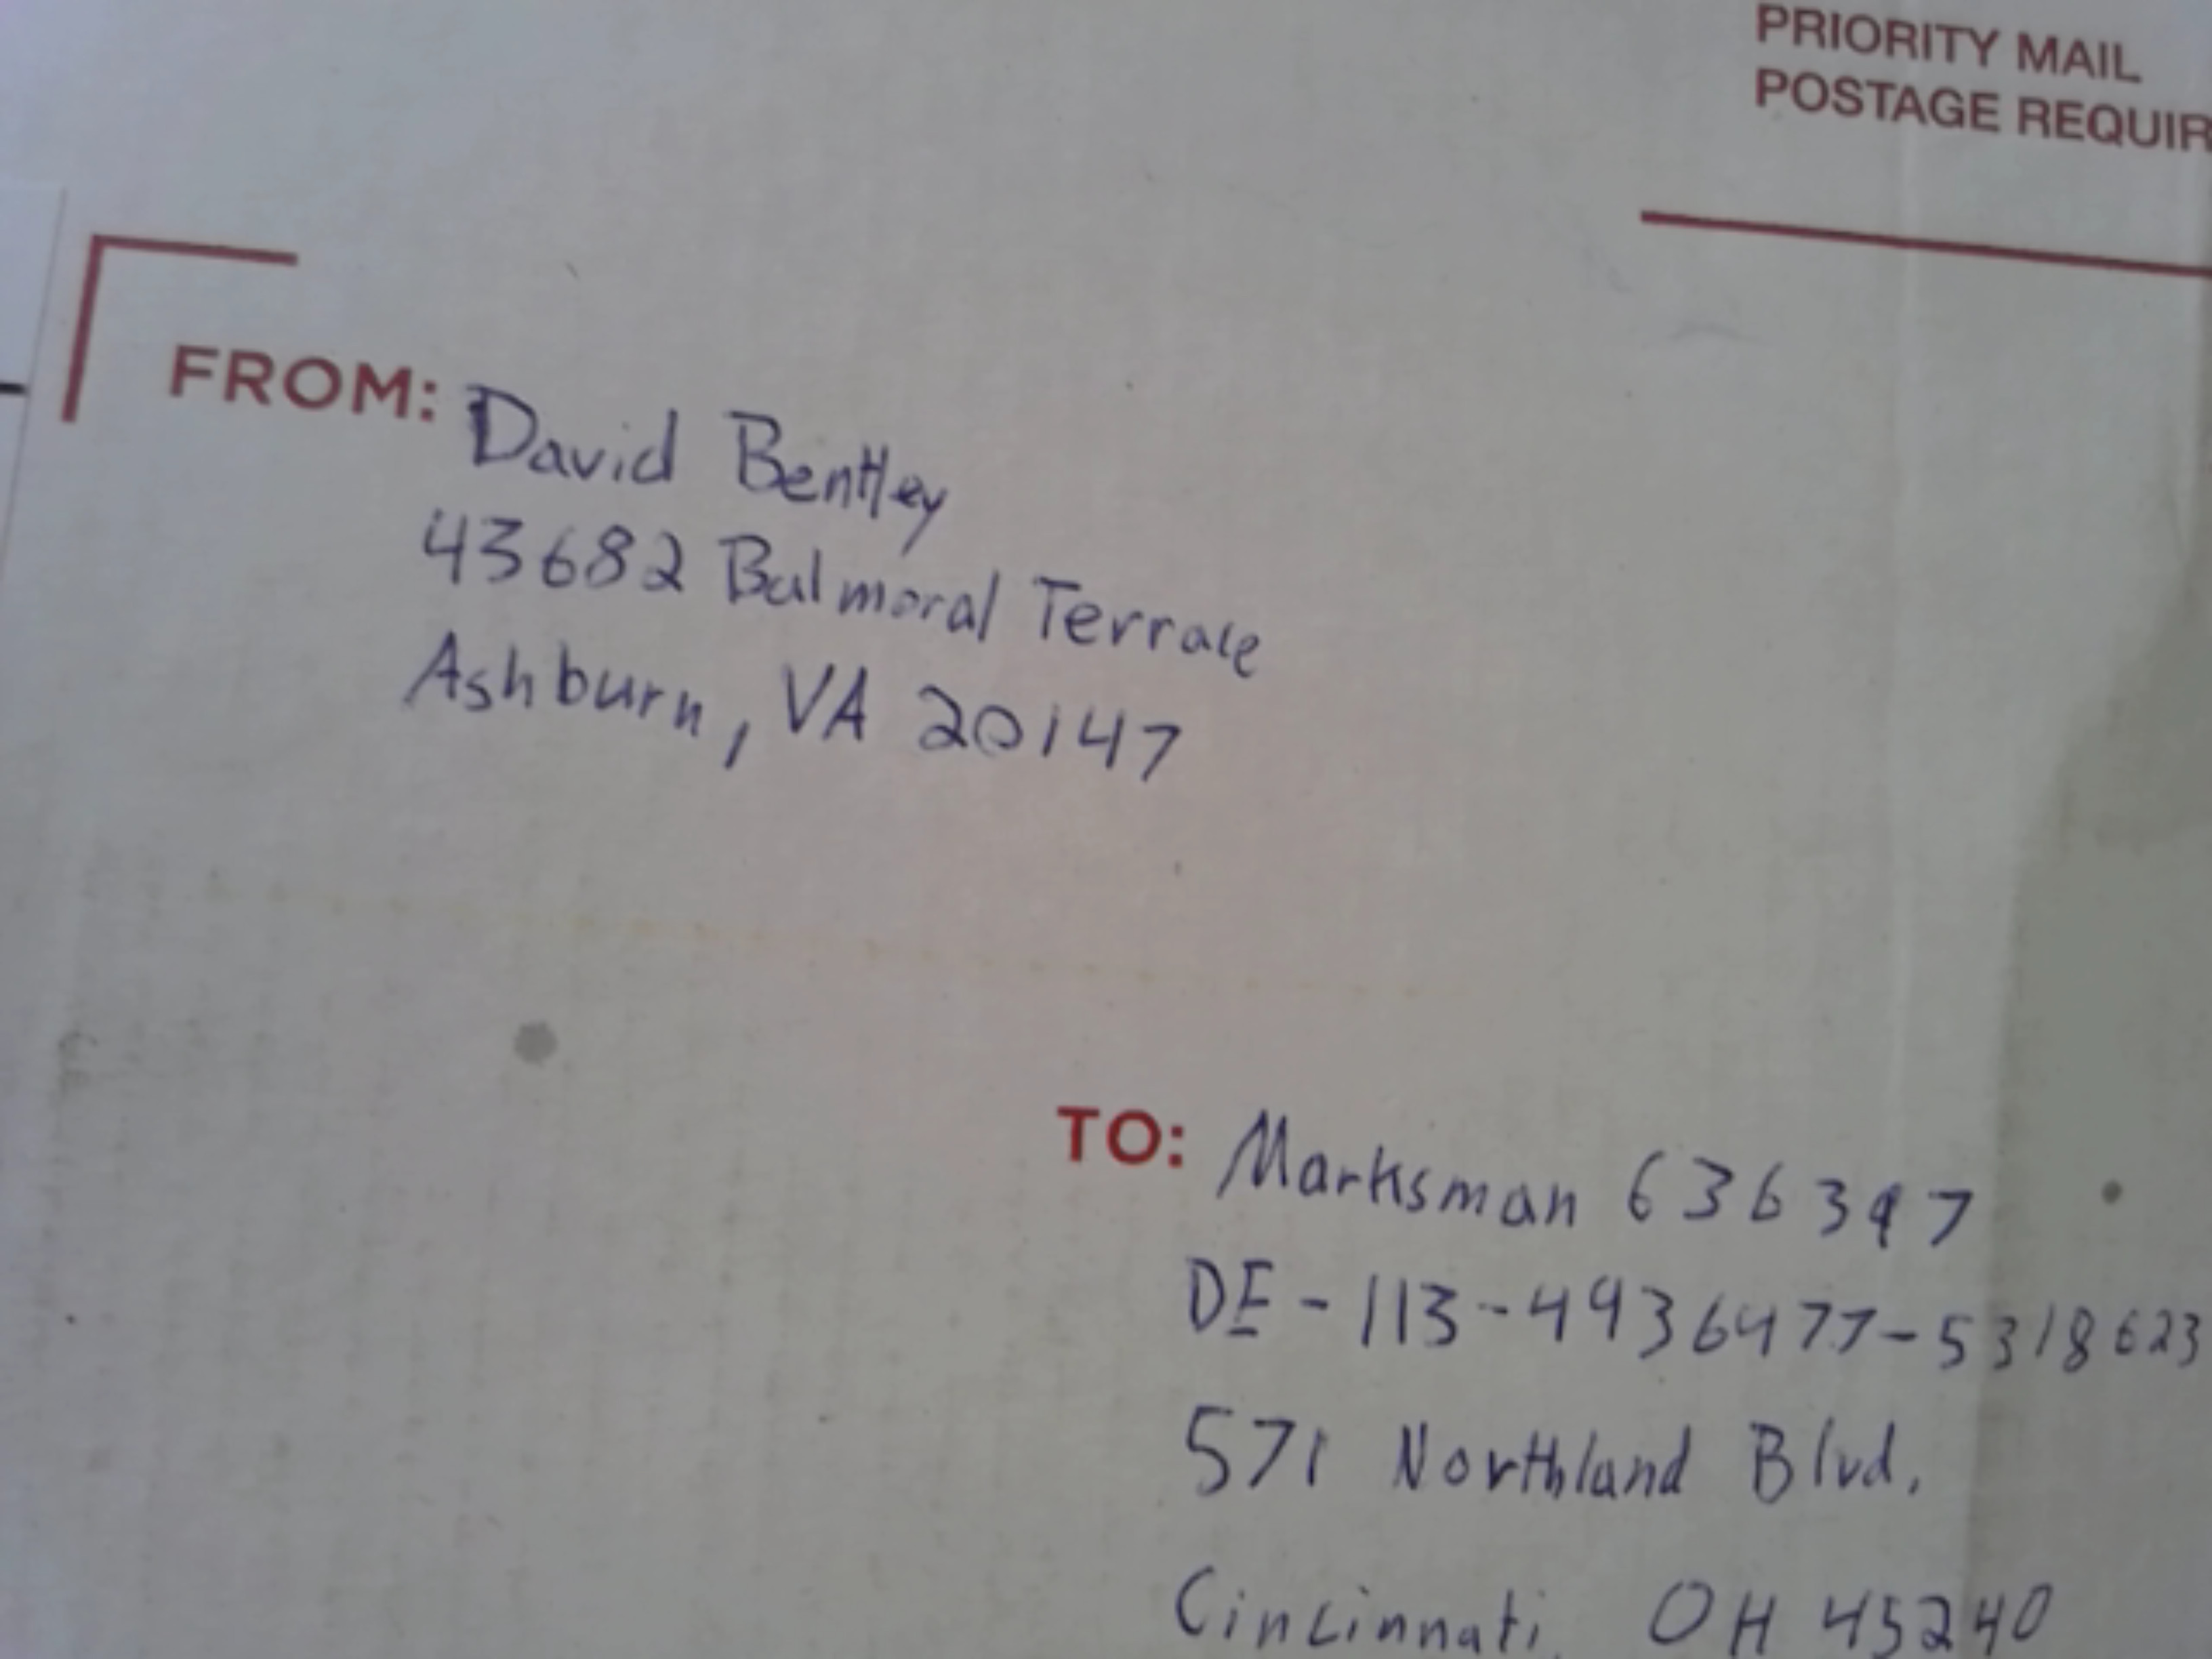 PRIORITY MAIL
POSTAGE REQUIR
FROM: David Bentley
43682 Balmoral Terrace
Ashburn, VA 20147
TO: Marksman 636397
DE-113-4936477-5318623
571 Northland Blvd.
Cincinnati, OH 45240